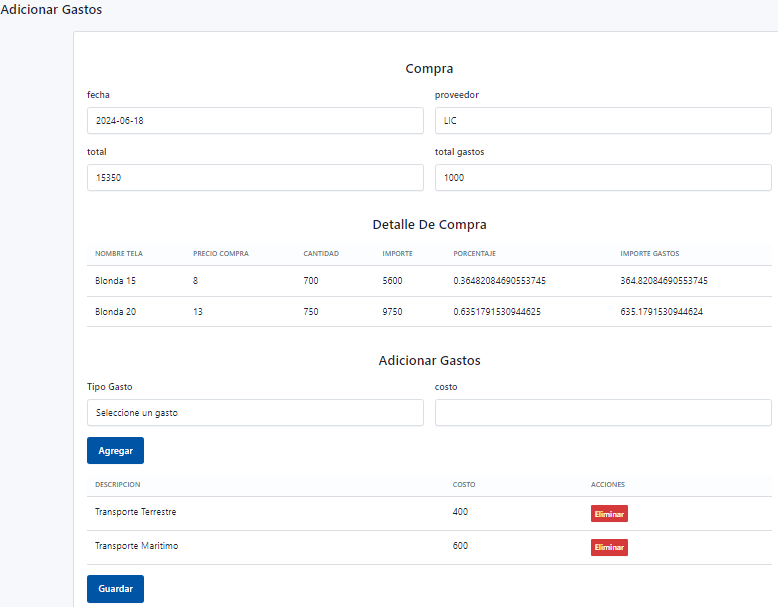 Adicionar Gastos
Compra
fecha proveedor
2024-06-18 LIC
total total gastos
15350 1000
Detalle De Compra
NOMBRE TELA PRECIO COMPRA CANTIDAD IMPORTE PORCENTAJE IMPORTE GASTOS
Blonda 15 8 700 5600 0.36482084690553745 364.82084690553745
Blonda 20 13 750 9750 0.6351791530944625 635.1791530944624
Adicionar Gastos
Tipo Gasto costo
Seleccione un gasto
Agregar
DESCRIPCION COSTO ACCIONES
Transporte Terrestre 400 Eliminar
Transporte Maritimo 600 Eliminar
Guardar